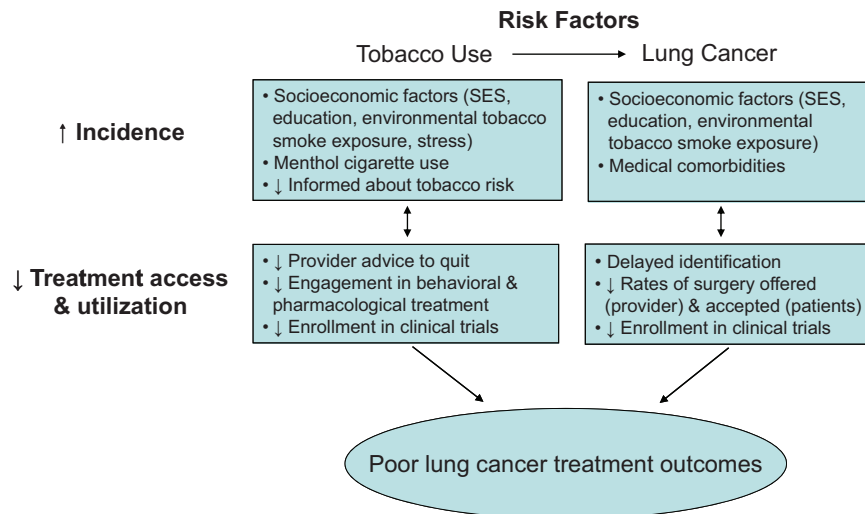 Risk Factors
Tobacco Use
Lung Cancer
↑ Incidence
• Socioeconomic factors (SES,
education, environmental tobacco
smoke exposure, stress)
• Menthol cigarette use
• ↓ Informed about tobacco risk
• Socioeconomic factors (SES,
education, environmental
tobacco smoke exposure)
• Medical comorbidities
↓ Treatment access
& utilization
• ↓ Provider advice to quit
• ↓ Engagement in behavioral &
pharmacological treatment
• ↓ Enrollment in clinical trials
• Delayed identification
• ↓ Rates of surgery offered
(provider) & accepted (patients)
• ↓ Enrollment in clinical trials
Poor lung cancer treatment outcomes